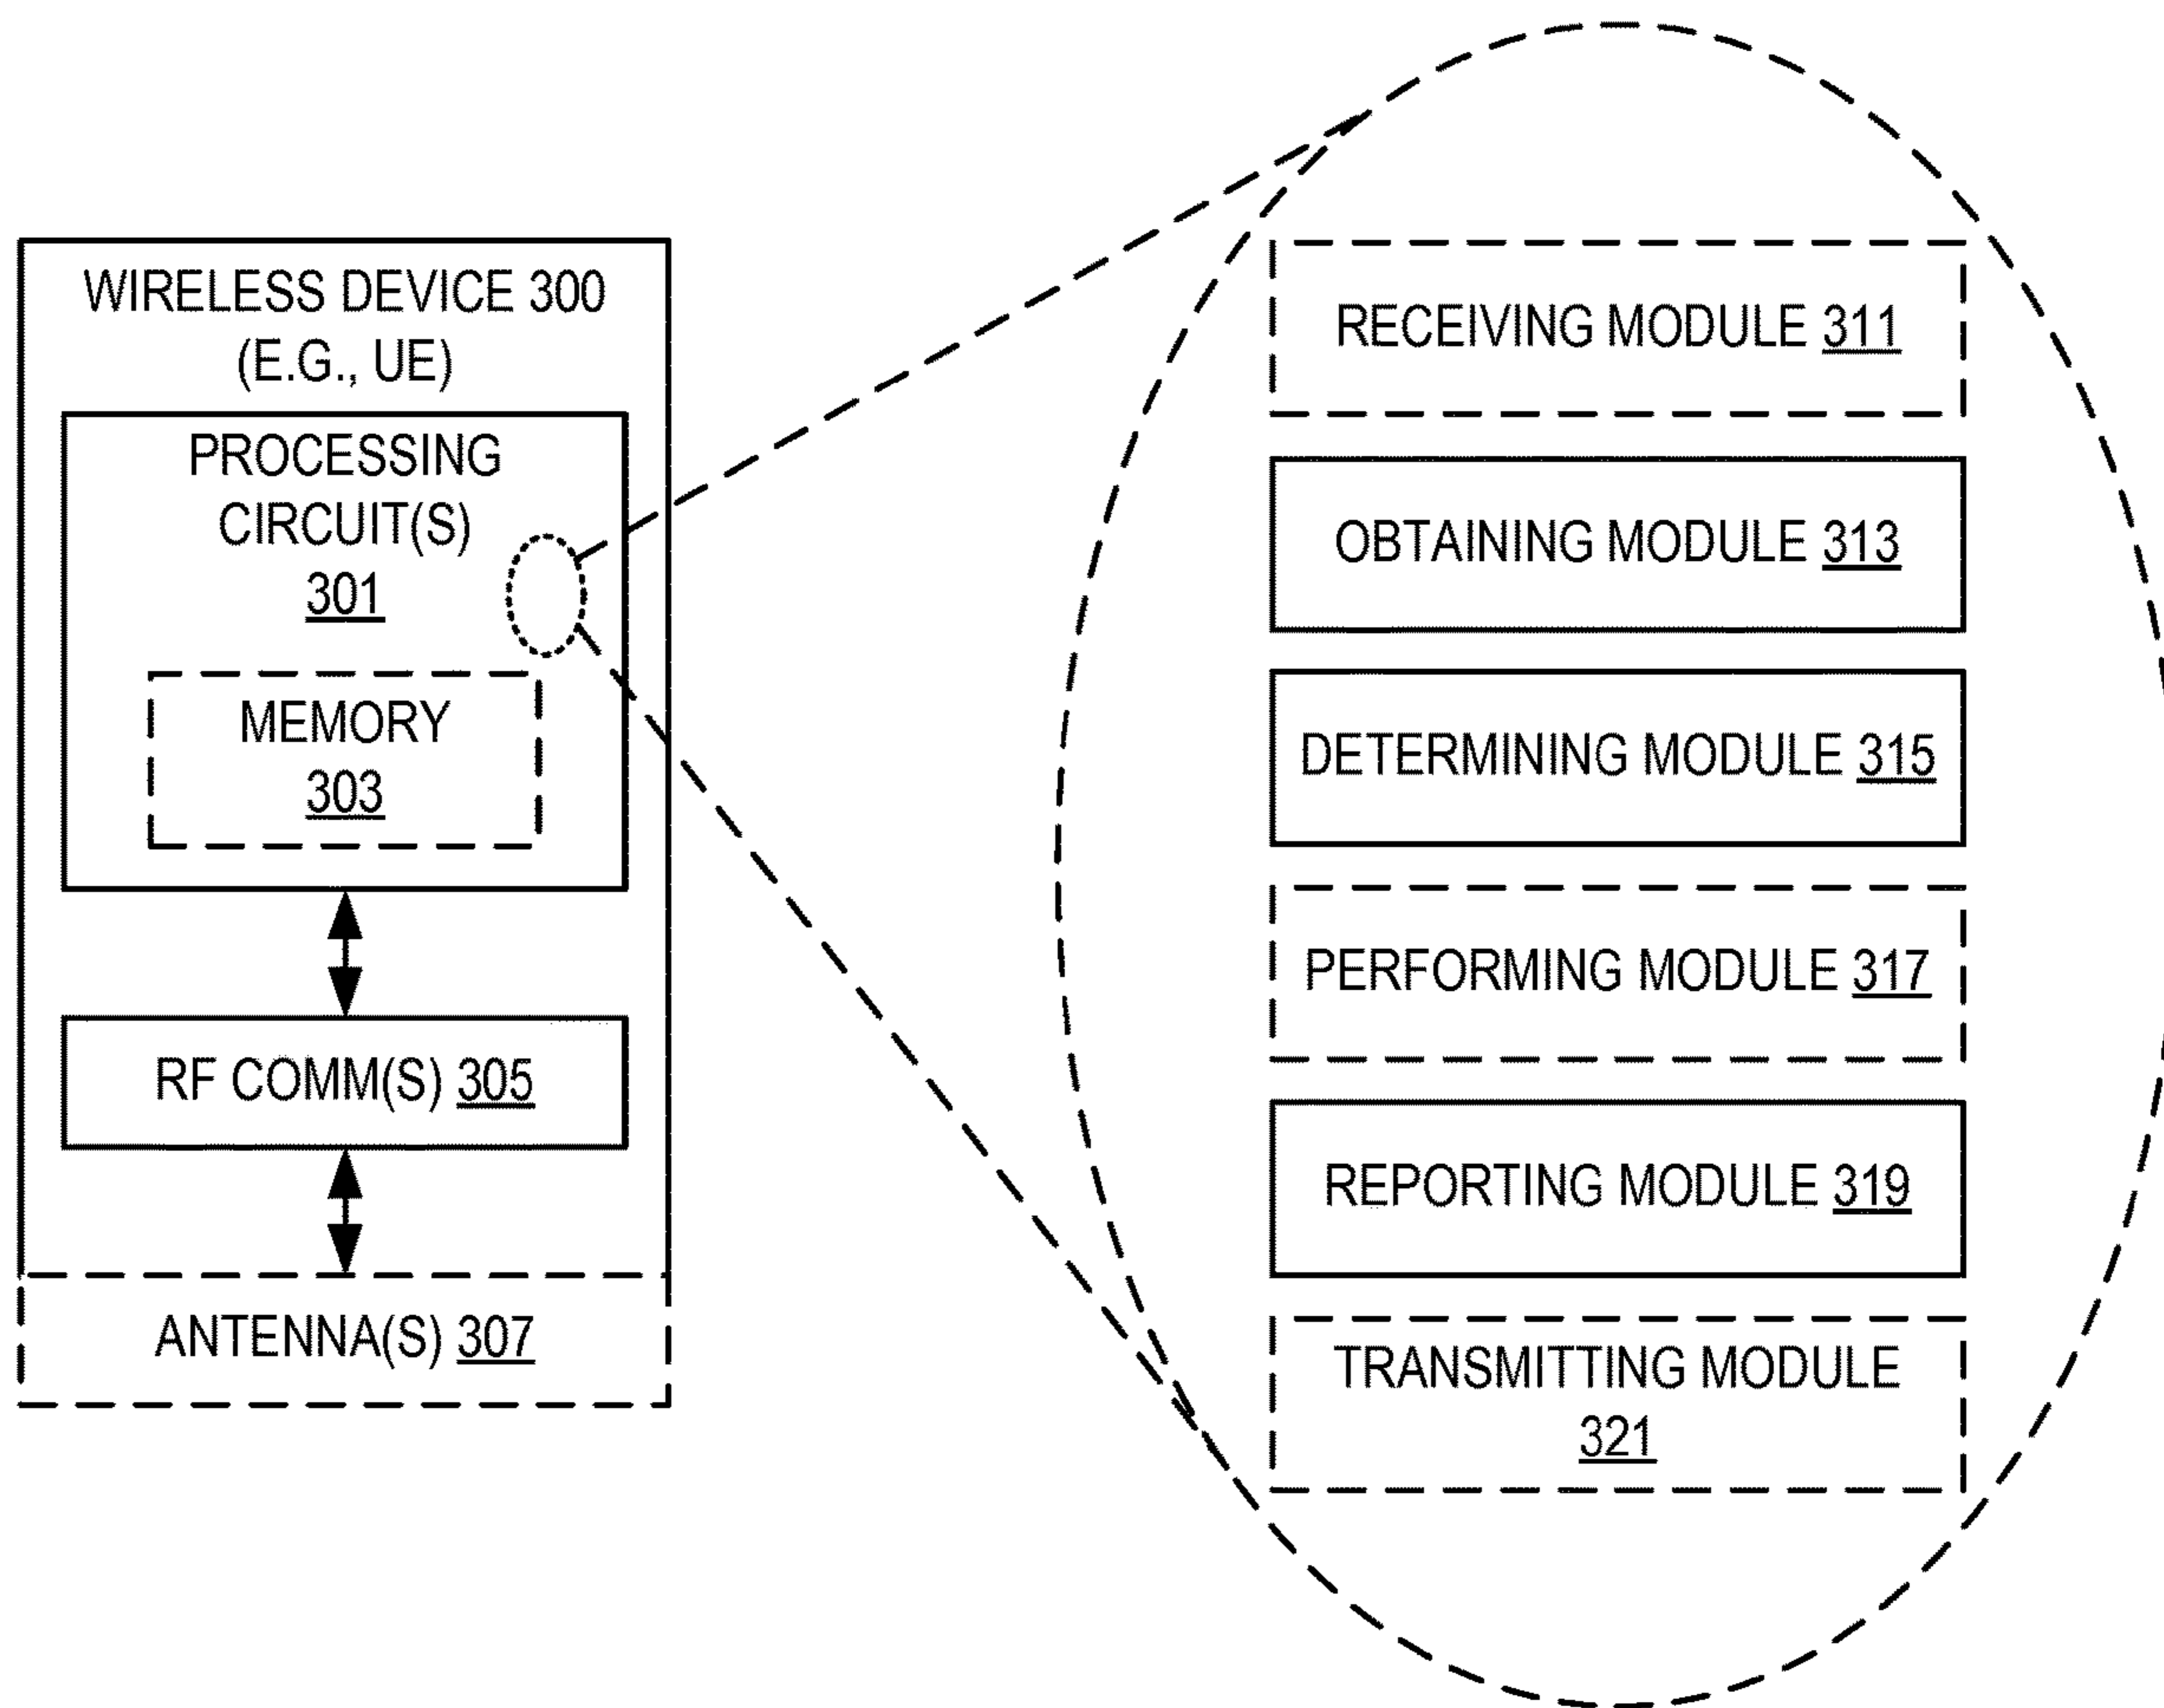 WIRELESS DEVICE 300
(E.G., UE)
PROCESSING
CIRCUIT(S)
301
MEMORY
303
RF COMM(S) 305
ANTENNA(S) 307
RECEIVING MODULE 311
OBTAINING MODULE 313
DETERMINING MODULE 315
PERFORMING MODULE 317
REPORTING MODULE 319
TRANSMITTING MODULE
321